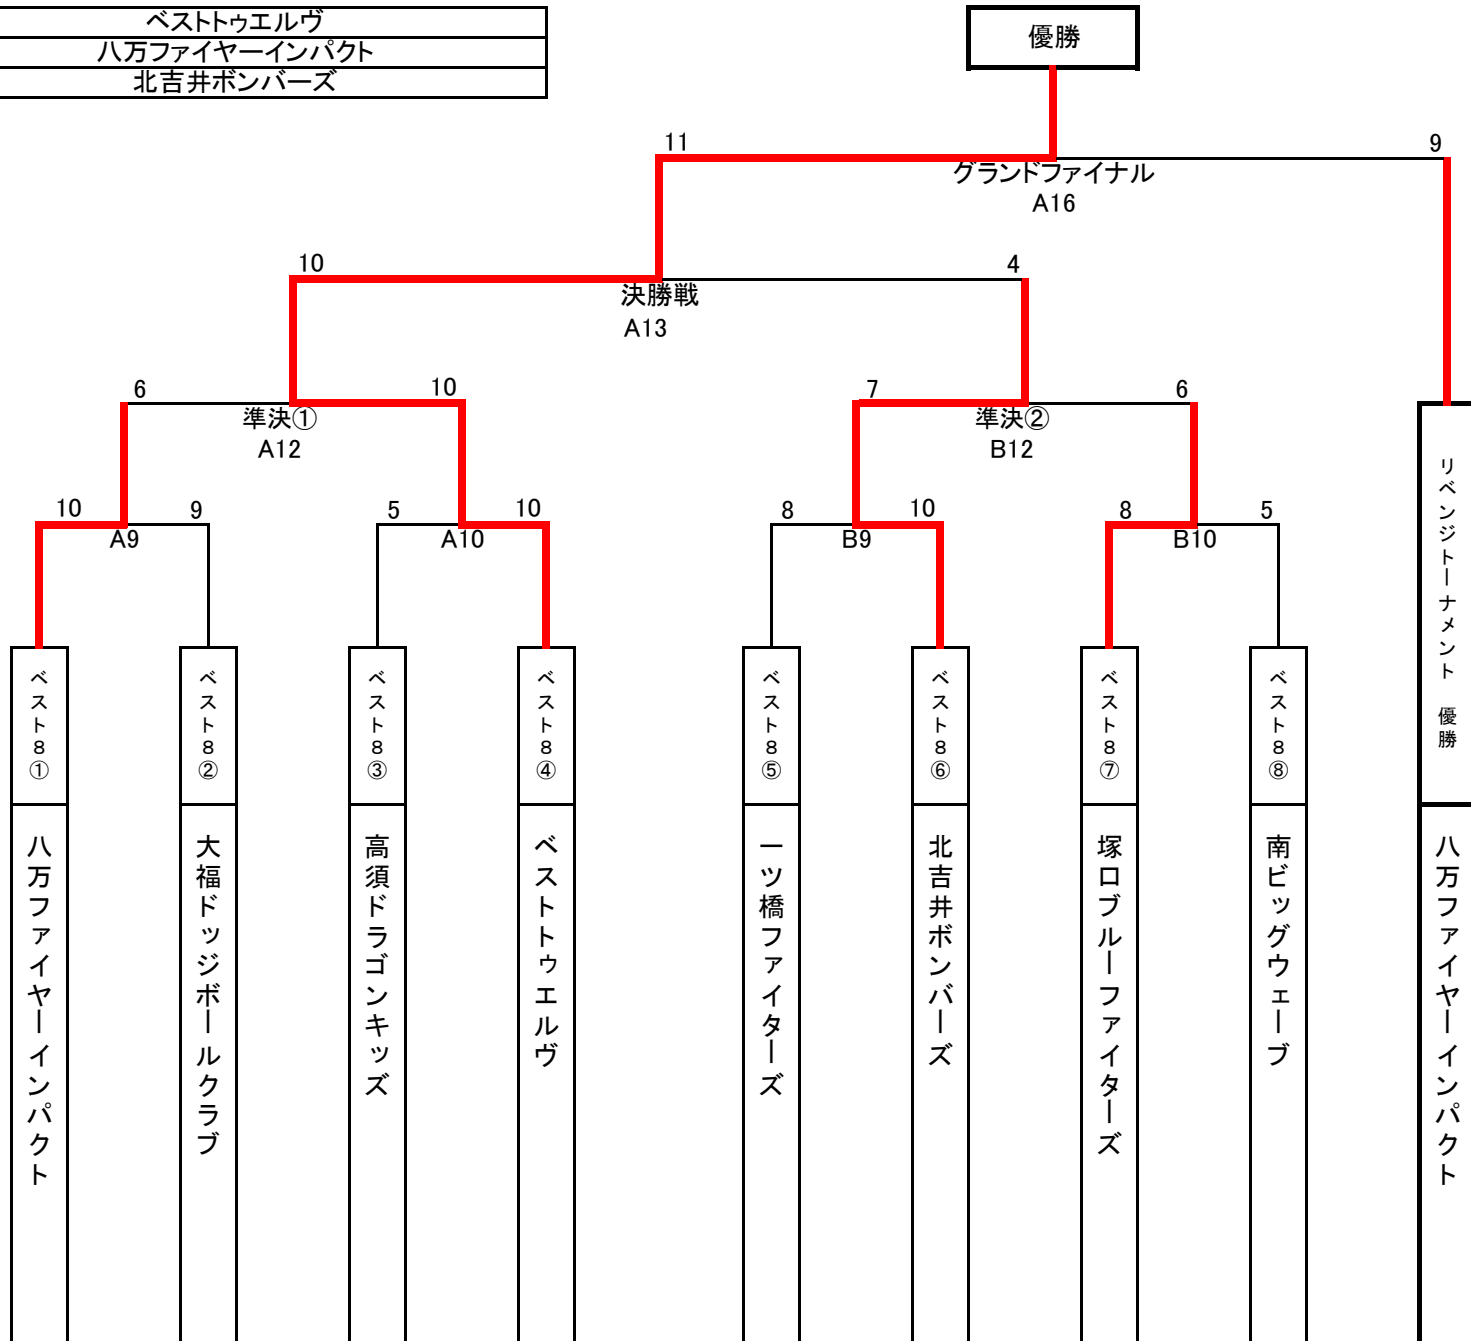 ベストトゥエルヴ
八万ファイヤーインパクト
北吉井ボンバーズ
優勝
11
9
グランドファイナル
A16
10
4
決勝戦
A13
6
10
7
6
準決①
A12
準決②
B12
10
9
5
10
8
10
8
5
A9
A10
B9
B10
ベスト8①
ベスト8②
ベスト8③
ベスト8④
ベスト8⑤
ベスト8⑥
ベスト8⑦
ベスト8⑧
リベンジトーナメント 優勝
八万ファイヤーインパクト
大福ドッジボールクラブ
高須ドラゴンキッズ
ベストトゥエルヴ
一ツ橋ファイターズ
北吉井ボンバーズ
塚口ブルーファイターズ
南ビッグウェーブ
八万ファイヤーインパクト